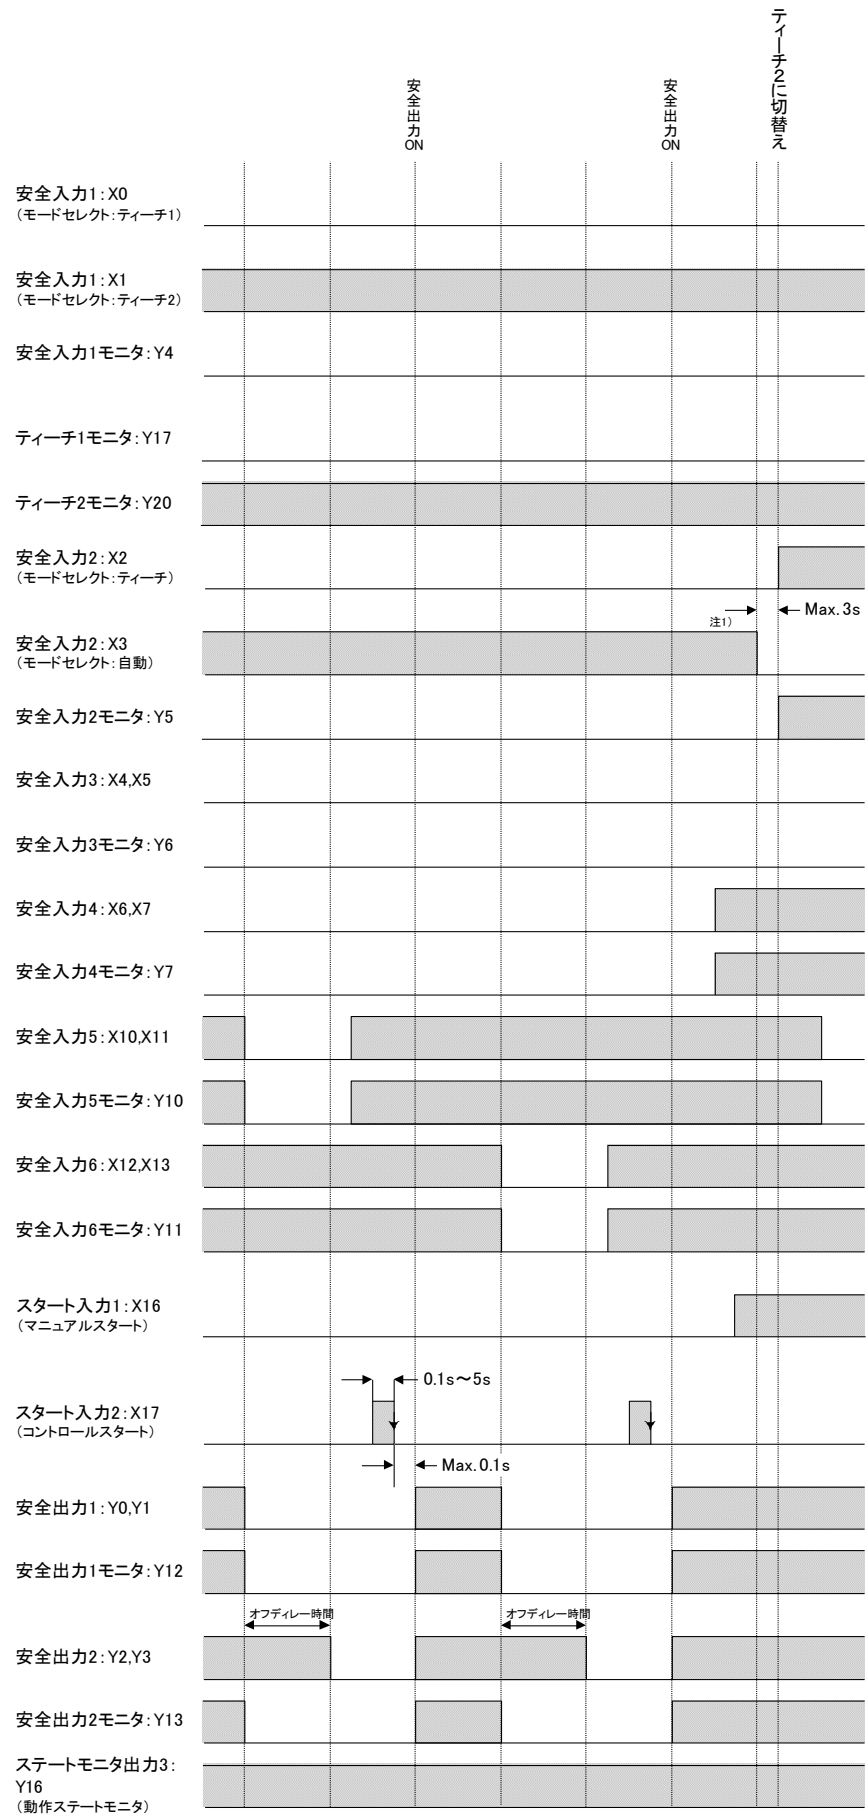 ティーチ2に切替え
安全出力ON
安全出力ON
安全入力1:X0
(モードセレクト:ティーチ1)
安全入力1:X1
(モードセレクト:ティーチ2)
安全入力1モニタ:Y4
ティーチ1モニタ:Y17
ティーチ2モニタ:Y20
安全入力2:X2
(モードセレクト:ティーチ)
Max.3s
注1)
安全入力2:X3
(モードセレクト:自動)
安全入力2モニタ:Y5
安全入力3:X4,X5
安全入力3モニタ:Y6
安全入力4:X6,X7
安全入力4モニタ:Y7
安全入力5:X10,X11
安全入力5モニタ:Y10
安全入力6:X12,X13
安全入力6モニタ:Y11
スタート入力1:X16
(マニュアルスタート)
0.1s～5s
スタート入力2:X17
(コントロールスタート)
Max.0.1s
安全出力1:Y0,Y1
安全出力1モニタ:Y12
オフディレー時間 オフディレー時間
安全出力2:Y2,Y3
安全出力2モニタ:Y13
ステートモニタ出力3:
Y16
(動作ステートモニタ)